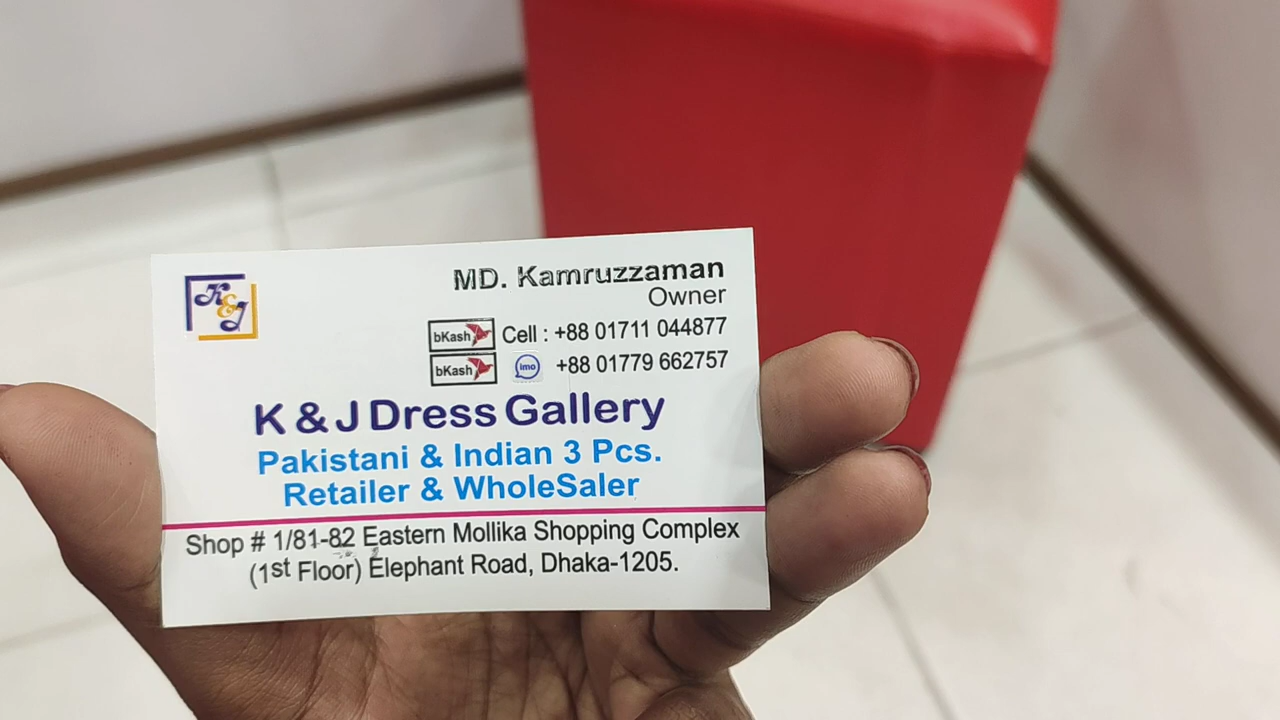 K&J
MD. Kamruzzaman
Owner
bKash Cell : +88 01711 044877
bKash imo +88 01779 662757
K & J Dress Gallery
Pakistani & Indian 3 Pcs.
Retailer & WholeSaler
Shop # 1/81-82 Eastern Mollika Shopping Complex
(1st Floor) Elephant Road, Dhaka-1205.